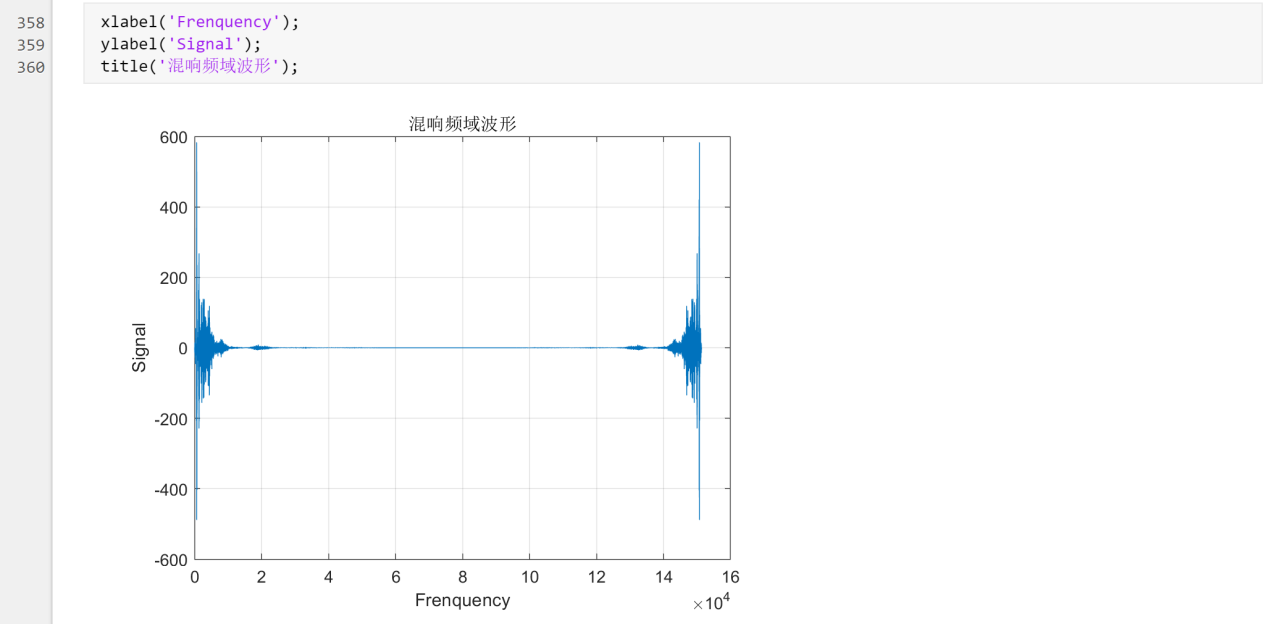 358 xlabel('Frenquency');
359 ylabel('Signal');
360 title('混响频域波形');
混响频域波形
600
400
200
0
-200
-400
-600
Signal
0 2 4 6 8 10 12 14 16
×10⁴
Frenquency